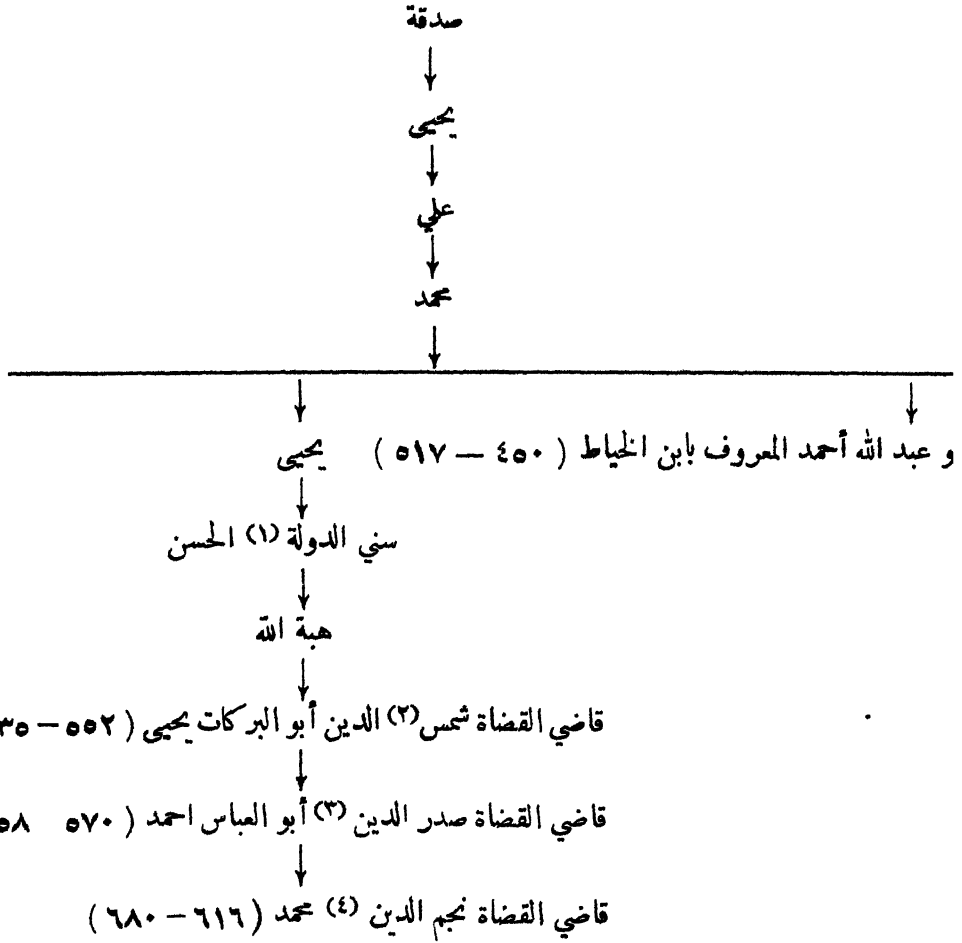 صدقة
يحيى
علي
محمد
و عبد الله أحمد المعروف بابن الخياط ( ٤٥٠ — ٥١٧ ) يحيى
سني الدولة (١) الحسن
هبة الله
قاضي القضاة شمس (٢) الدين أبو البركات يحيى ( ٥٥٢ — ٣٥
قاضي القضاة صدر الدين (٣) أبو العباس احمد ( ٥٧٠ ٥٨
قاضي القضاة نجم الدين (٤) محمد ( ٦١٦ — ٦٨٠ )